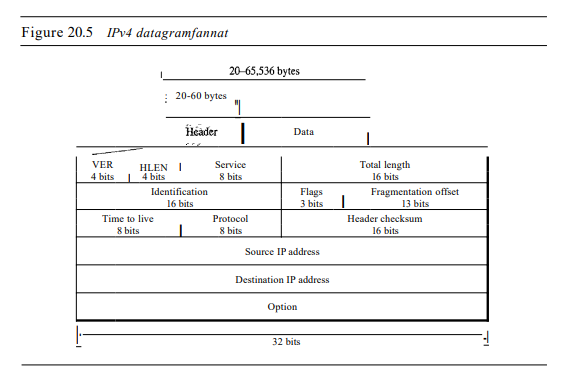 Figure 20.5 IPv4 datagramfannat
20–65,536 bytes
20-60 bytes
Header Data
VER HLEN Service Total length
4 bits 4 bits 8 bits 16 bits
Identification Flags Fragmentation offset
16 bits 3 bits 13 bits
Time to live Protocol Header checksum
8 bits 8 bits 16 bits
Source IP address
Destination IP address
Option
32 bits